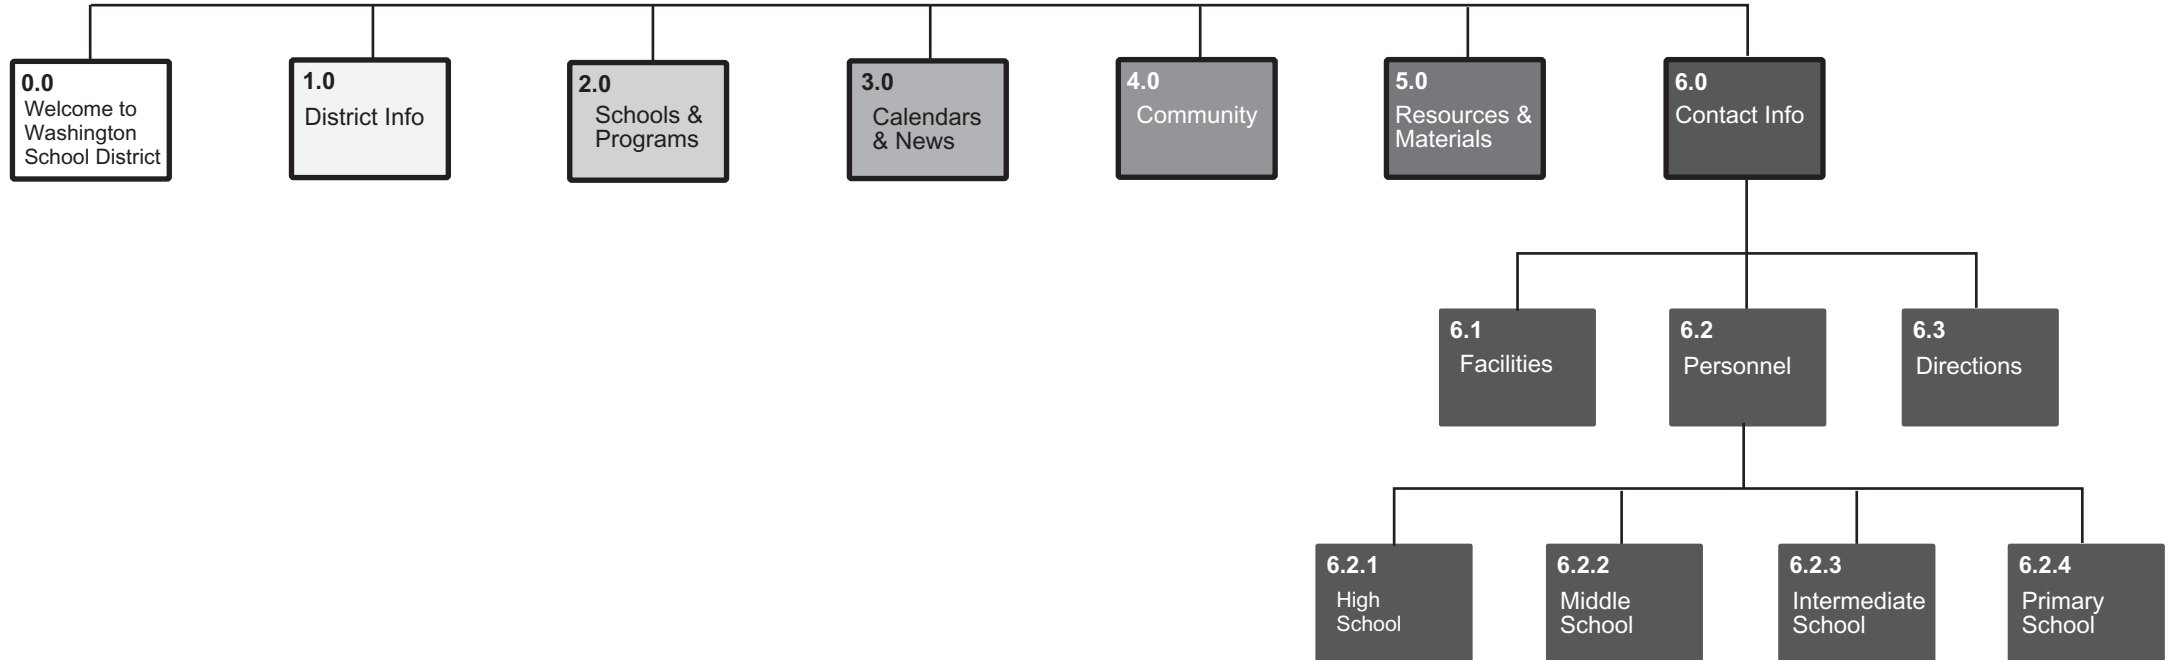 0.0
Welcome to
Washington
School District
1.0
District Info
2.0
Schools &
Programs
3.0
Calendars
& News
4.0
Community
5.0
Resources &
Materials
6.0
Contact Info
6.1
Facilities
6.2
Personnel
6.3
Directions
6.2.1
High
School
6.2.2
Middle
School
6.2.3
Intermediate
School
6.2.4
Primary
School